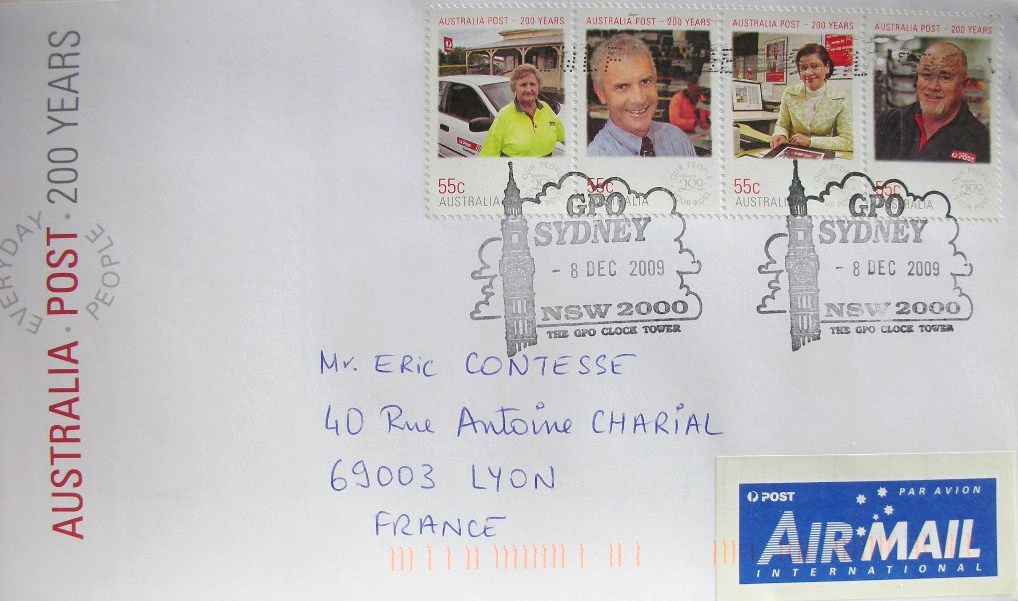 AUSTRALIA POST · 200 YEARS
EVERYDAY
PEOPLE
AUSTRALIA POST – 200 YEARS
55c
AUSTRALIA
AUSTRALIA POST – 200 YEARS
55c
AUSTRALIA
AUSTRALIA POST – 200 YEARS
55c
AUSTRALIA
AUSTRALIA POST – 200 YEARS
POST
55c
GPO
SYDNEY
- 8 DEC 2009
NSW 2000
THE GPO CLOCK TOWER
GPO
SYDNEY
- 8 DEC 2009
NSW 2000
THE GPO CLOCK TOWER
Mr. ERIC CONTESSE
40 Rue Antoine CHARIAL
69003 LYON
FRANCE
POST
PAR AVION
AIR MAIL
INTERNATIONAL